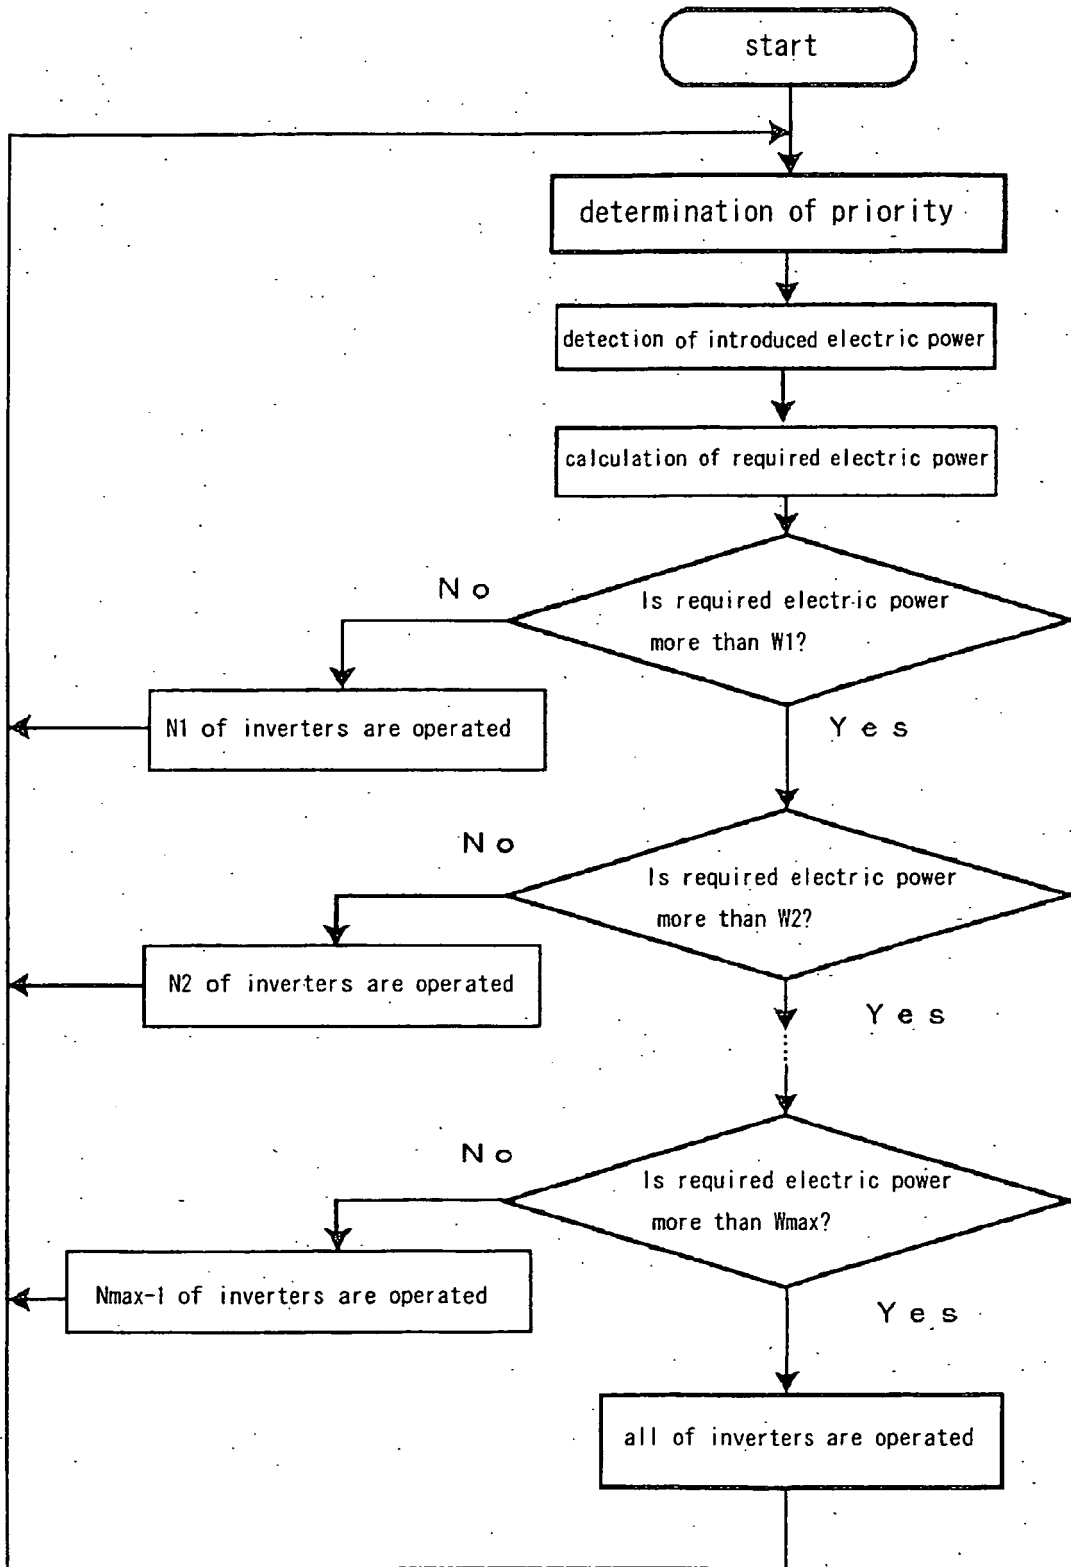 start
determination of priority
detection of introduced electric power
calculation of required electric power
No
Is required electric power
more than W1?
N1 of inverters are operated
Yes
No
Is required electric power
more than W2?
N2 of inverters are operated
Yes
No
Is required electric power
more than Wmax?
Nmax-1 of inverters are operated
Yes
all of inverters are operated